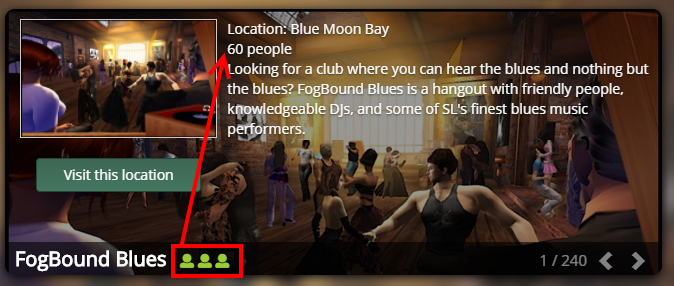 Location: Blue Moon Bay
60 people
Looking for a club where you can hear the blues and nothing but
the blues? FogBound Blues is a hangout with friendly people,
knowledgeable DJs, and some of SL's finest blues music
performers.
Visit this location
FogBound Blues
1 / 240